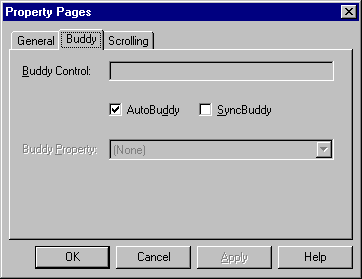 Property Pages
General Buddy Scrolling
Buddy Control:
AutoBuddy SyncBuddy
Buddy Property: (None)
OK Cancel Apply Help